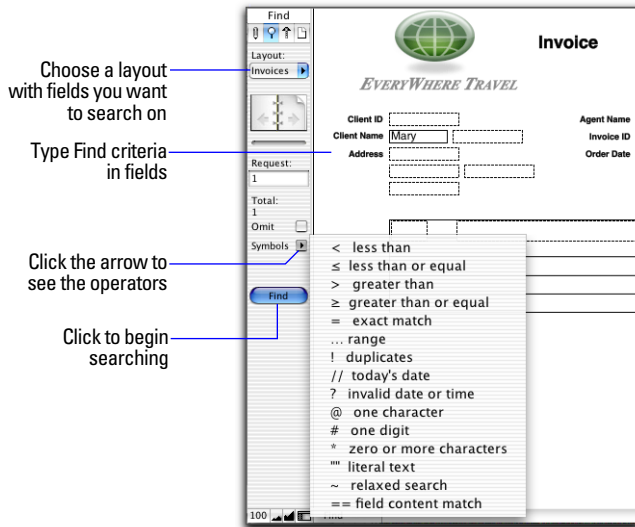 Choose a layout
with fields you want
to search on
Type Find criteria
in fields
Click the arrow to
see the operators
Click to begin
searching
Find
Layout:
Invoices
Request:
1
Total:
1
Omit
Symbols
Find
100
Find
Invoice
EVERYWHERE TRAVEL
Client ID
Client Name Mary
Address
Agent Name
Invoice ID
Order Date
< less than
≤ less than or equal
> greater than
≥ greater than or equal
= exact match
... range
! duplicates
// today's date
? invalid date or time
@ one character
# one digit
* zero or more characters
"" literal text
~ relaxed search
== field content match